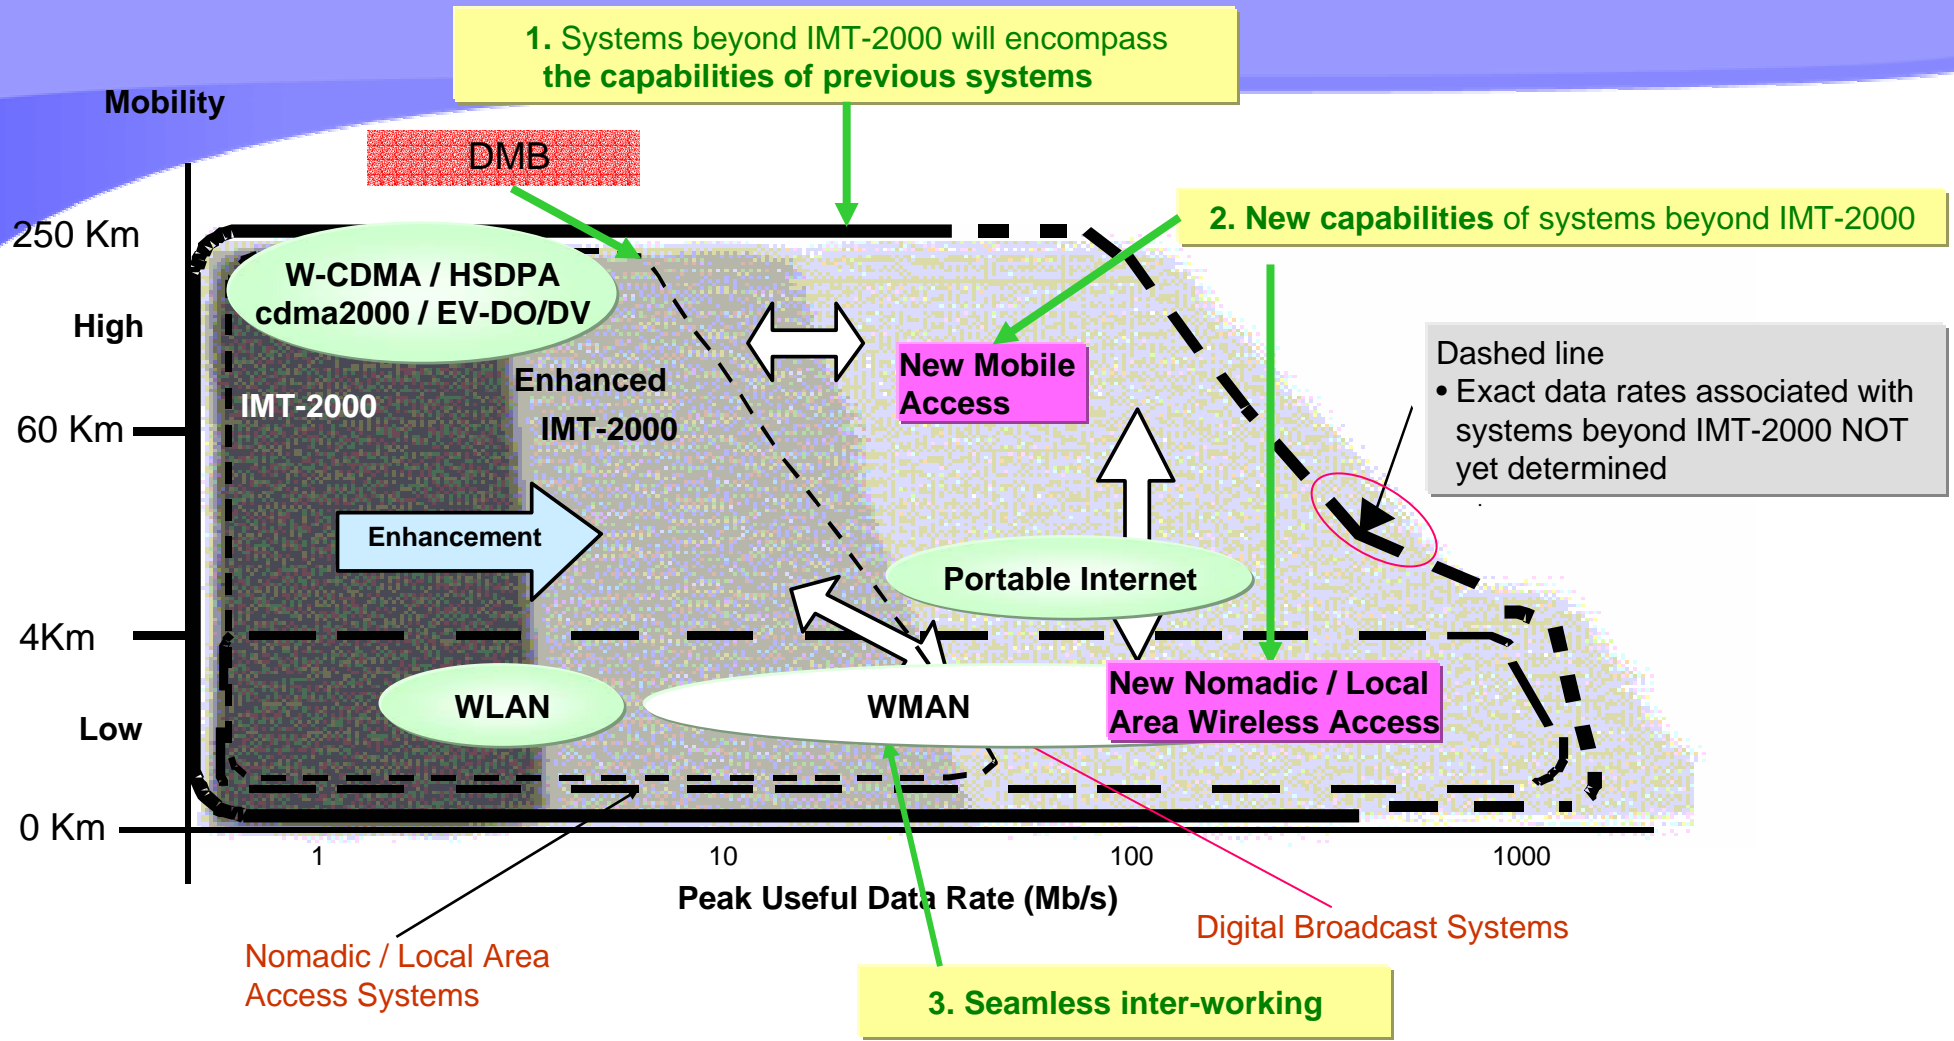 1. Systems beyond IMT-2000 will encompass
the capabilities of previous systems
Mobility
DMB
2. New capabilities of systems beyond IMT-2000
250 Km
W-CDMA / HSDPA
cdma2000 / EV-DO/DV
High
New Mobile
Access
Dashed line
• Exact data rates associated with
systems beyond IMT-2000 NOT
yet determined
Enhanced
IMT-2000
IMT-2000
60 Km
Enhancement
Portable Internet
4Km
WLAN
WMAN
New Nomadic / Local
Area Wireless Access
Low
0 Km
1
10
100
1000
Peak Useful Data Rate (Mb/s)
Digital Broadcast Systems
Nomadic / Local Area
Access Systems
3. Seamless inter-working